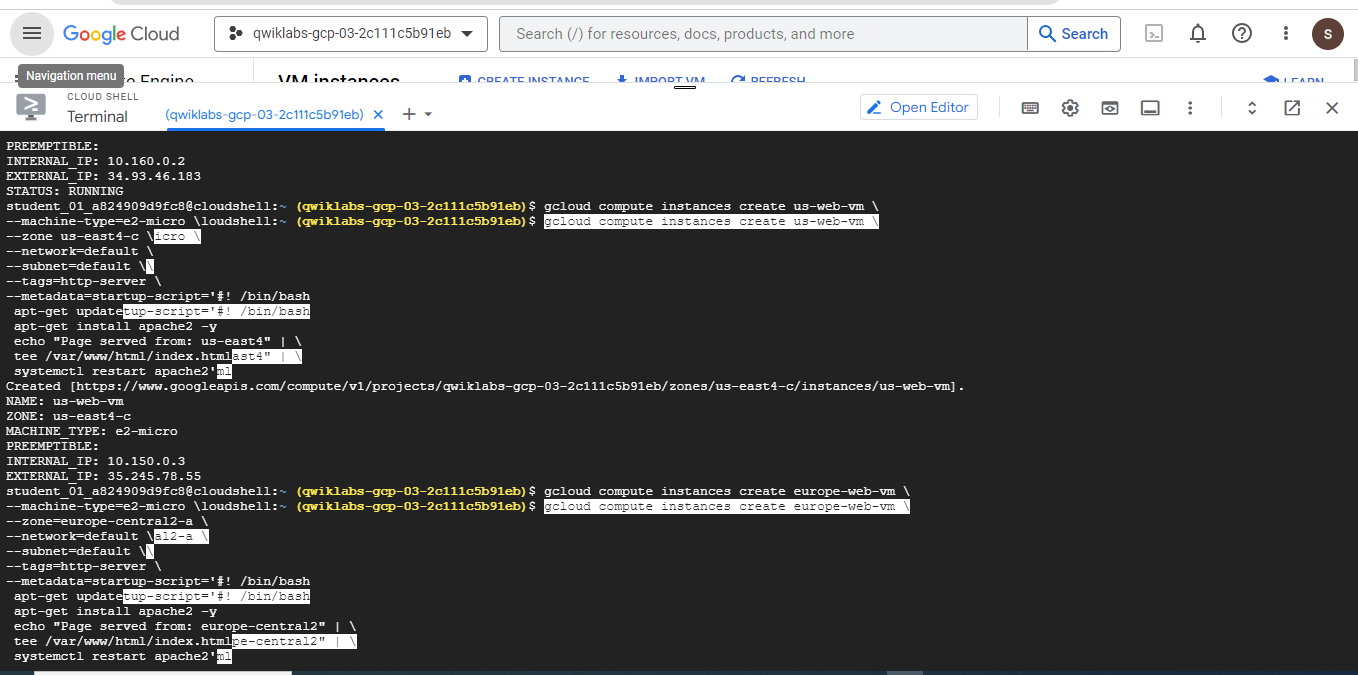 Google Cloud
qwiklabs-gcp-03-2c111c5b91eb
Search (/) for resources, docs, products, and more
Search
S
Navigation menu
Engine
VM instances
CREATE INSTANCE
IMPORT VM
REFRESH
LEARN
CLOUD SHELL
Terminal
(qwiklabs-gcp-03-2c111c5b91eb)
Open Editor
PREEMPTIBLE:
INTERNAL_IP: 10.160.0.2
EXTERNAL_IP: 34.93.46.183
STATUS: RUNNING
student_01_a824909d9fc8@cloudshell:~ (qwiklabs-gcp-03-2c111c5b91eb)$ gcloud compute instances create us-web-vm \
--machine-type=e2-micro \loudshell:~ (qwiklabs-gcp-03-2c111c5b91eb)$ gcloud compute instances create us-web-vm \
--zone us-east4-c \icro \
--network=default \
--subnet=default \\
--tags=http-server \
--metadata=startup-script='#! /bin/bash
apt-get updatetup-script='#! /bin/bash
apt-get install apache2 -y
echo "Page served from: us-east4" | \
tee /var/www/html/index.htmlast4" | \
systemctl restart apache2'ml
Created [https://www.googleapis.com/compute/v1/projects/qwiklabs-gcp-03-2c111c5b91eb/zones/us-east4-c/instances/us-web-vm].
NAME: us-web-vm
ZONE: us-east4-c
MACHINE_TYPE: e2-micro
PREEMPTIBLE:
INTERNAL_IP: 10.150.0.3
EXTERNAL_IP: 35.245.78.55
student_01_a824909d9fc8@cloudshell:~ (qwiklabs-gcp-03-2c111c5b91eb)$ gcloud compute instances create europe-web-vm \
--machine-type=e2-micro \loudshell:~ (qwiklabs-gcp-03-2c111c5b91eb)$ gcloud compute instances create europe-web-vm \
--zone=europe-central2-a \
--network=default \al2-a \
--subnet=default \\
--tags=http-server \
--metadata=startup-script='#! /bin/bash
apt-get updatetup-script='#! /bin/bash
apt-get install apache2 -y
echo "Page served from: europe-central2" | \
tee /var/www/html/index.htmlpe-central2" | \
systemctl restart apache2'ml